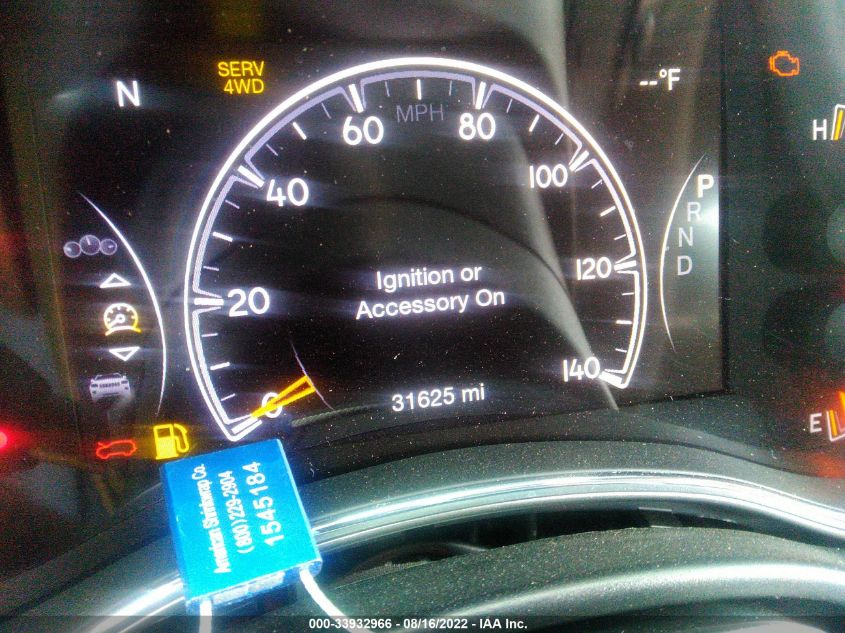 N
SERV
4WD
--°F
MPH
60
80
40
100
H
P
R
N
D
Ignition or
Accessory On
20
120
0
140
31625 mi
E
American Shrinkwrap Co
(800)229-2904
1545184
000-33932966 - 08/16/2022 - IAA Inc.